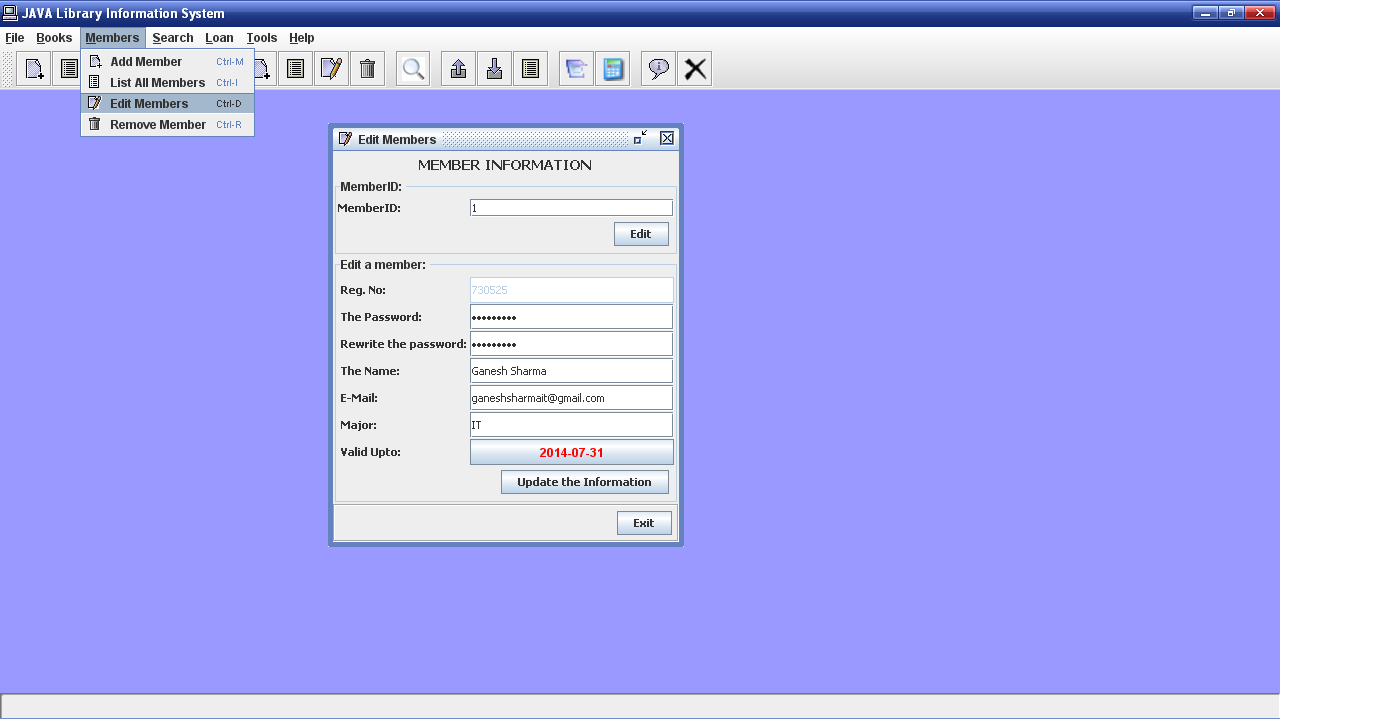 JAVA Library Information System
File Books Members Search Loan Tools Help
Add Member Ctrl-M
List All Members Ctrl-I
Edit Members Ctrl-D
Remove Member Ctrl-R
Edit Members
MEMBER INFORMATION
MemberID:
MemberID: 1
Edit
Edit a member:
Reg. No: 730525
The Password: •••••••••
Rewrite the password: •••••••••
The Name: Ganesh Sharma
E-Mail: ganeshsharmait@gmail.com
Major: IT
Valid Upto: 2014-07-31
Update the Information
Exit